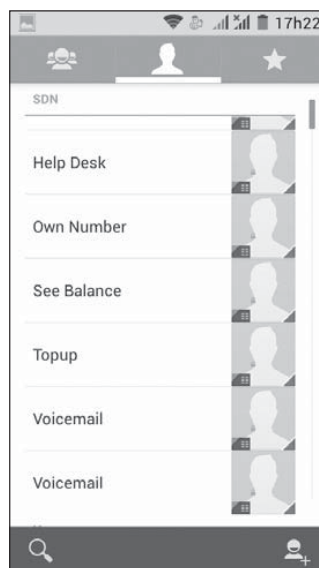 17h22
SDN
Help Desk
Own Number
See Balance
Topup
Voicemail
Voicemail